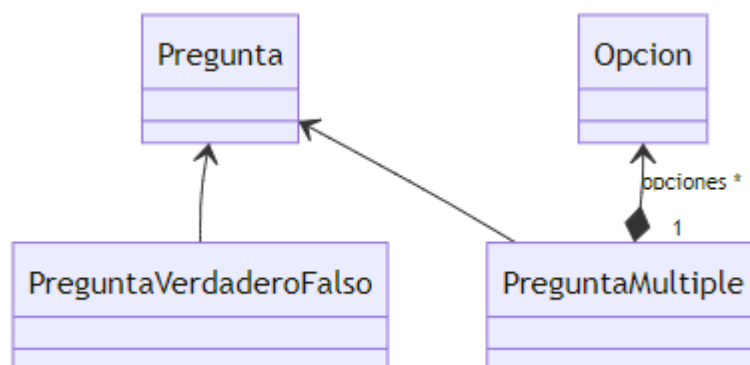 Pregunta
Opcion
opciones *
1
PreguntaVerdaderoFalso
PreguntaMultiple